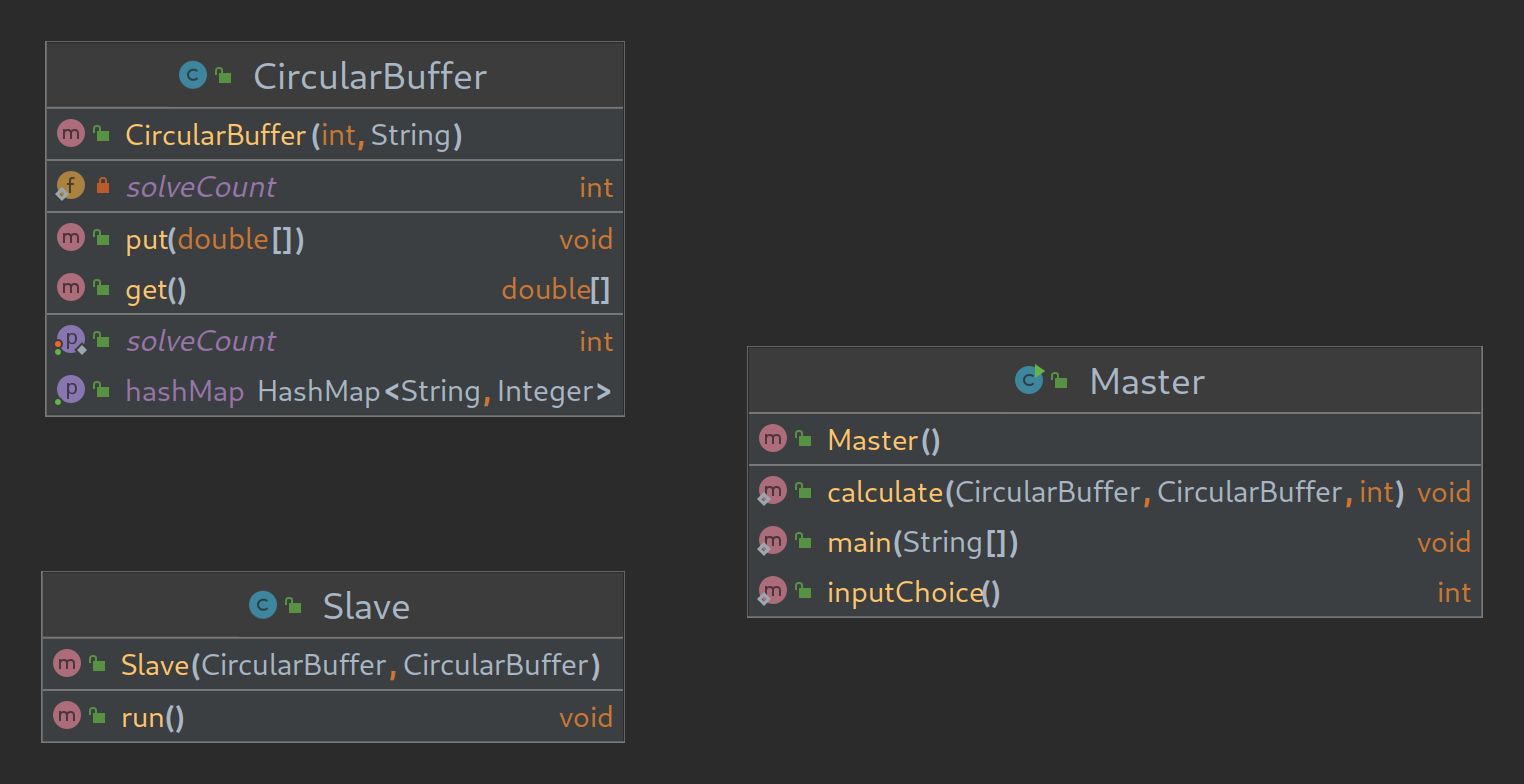 CircularBuffer
CircularBuffer(int, String)
solveCount int
put(double[]) void
get() double[]
solveCount int
hashMap HashMap<String, Integer>
Master
Master()
calculate(CircularBuffer, CircularBuffer, int) void
main(String[]) void
inputChoice() int
Slave
Slave(CircularBuffer, CircularBuffer)
run() void